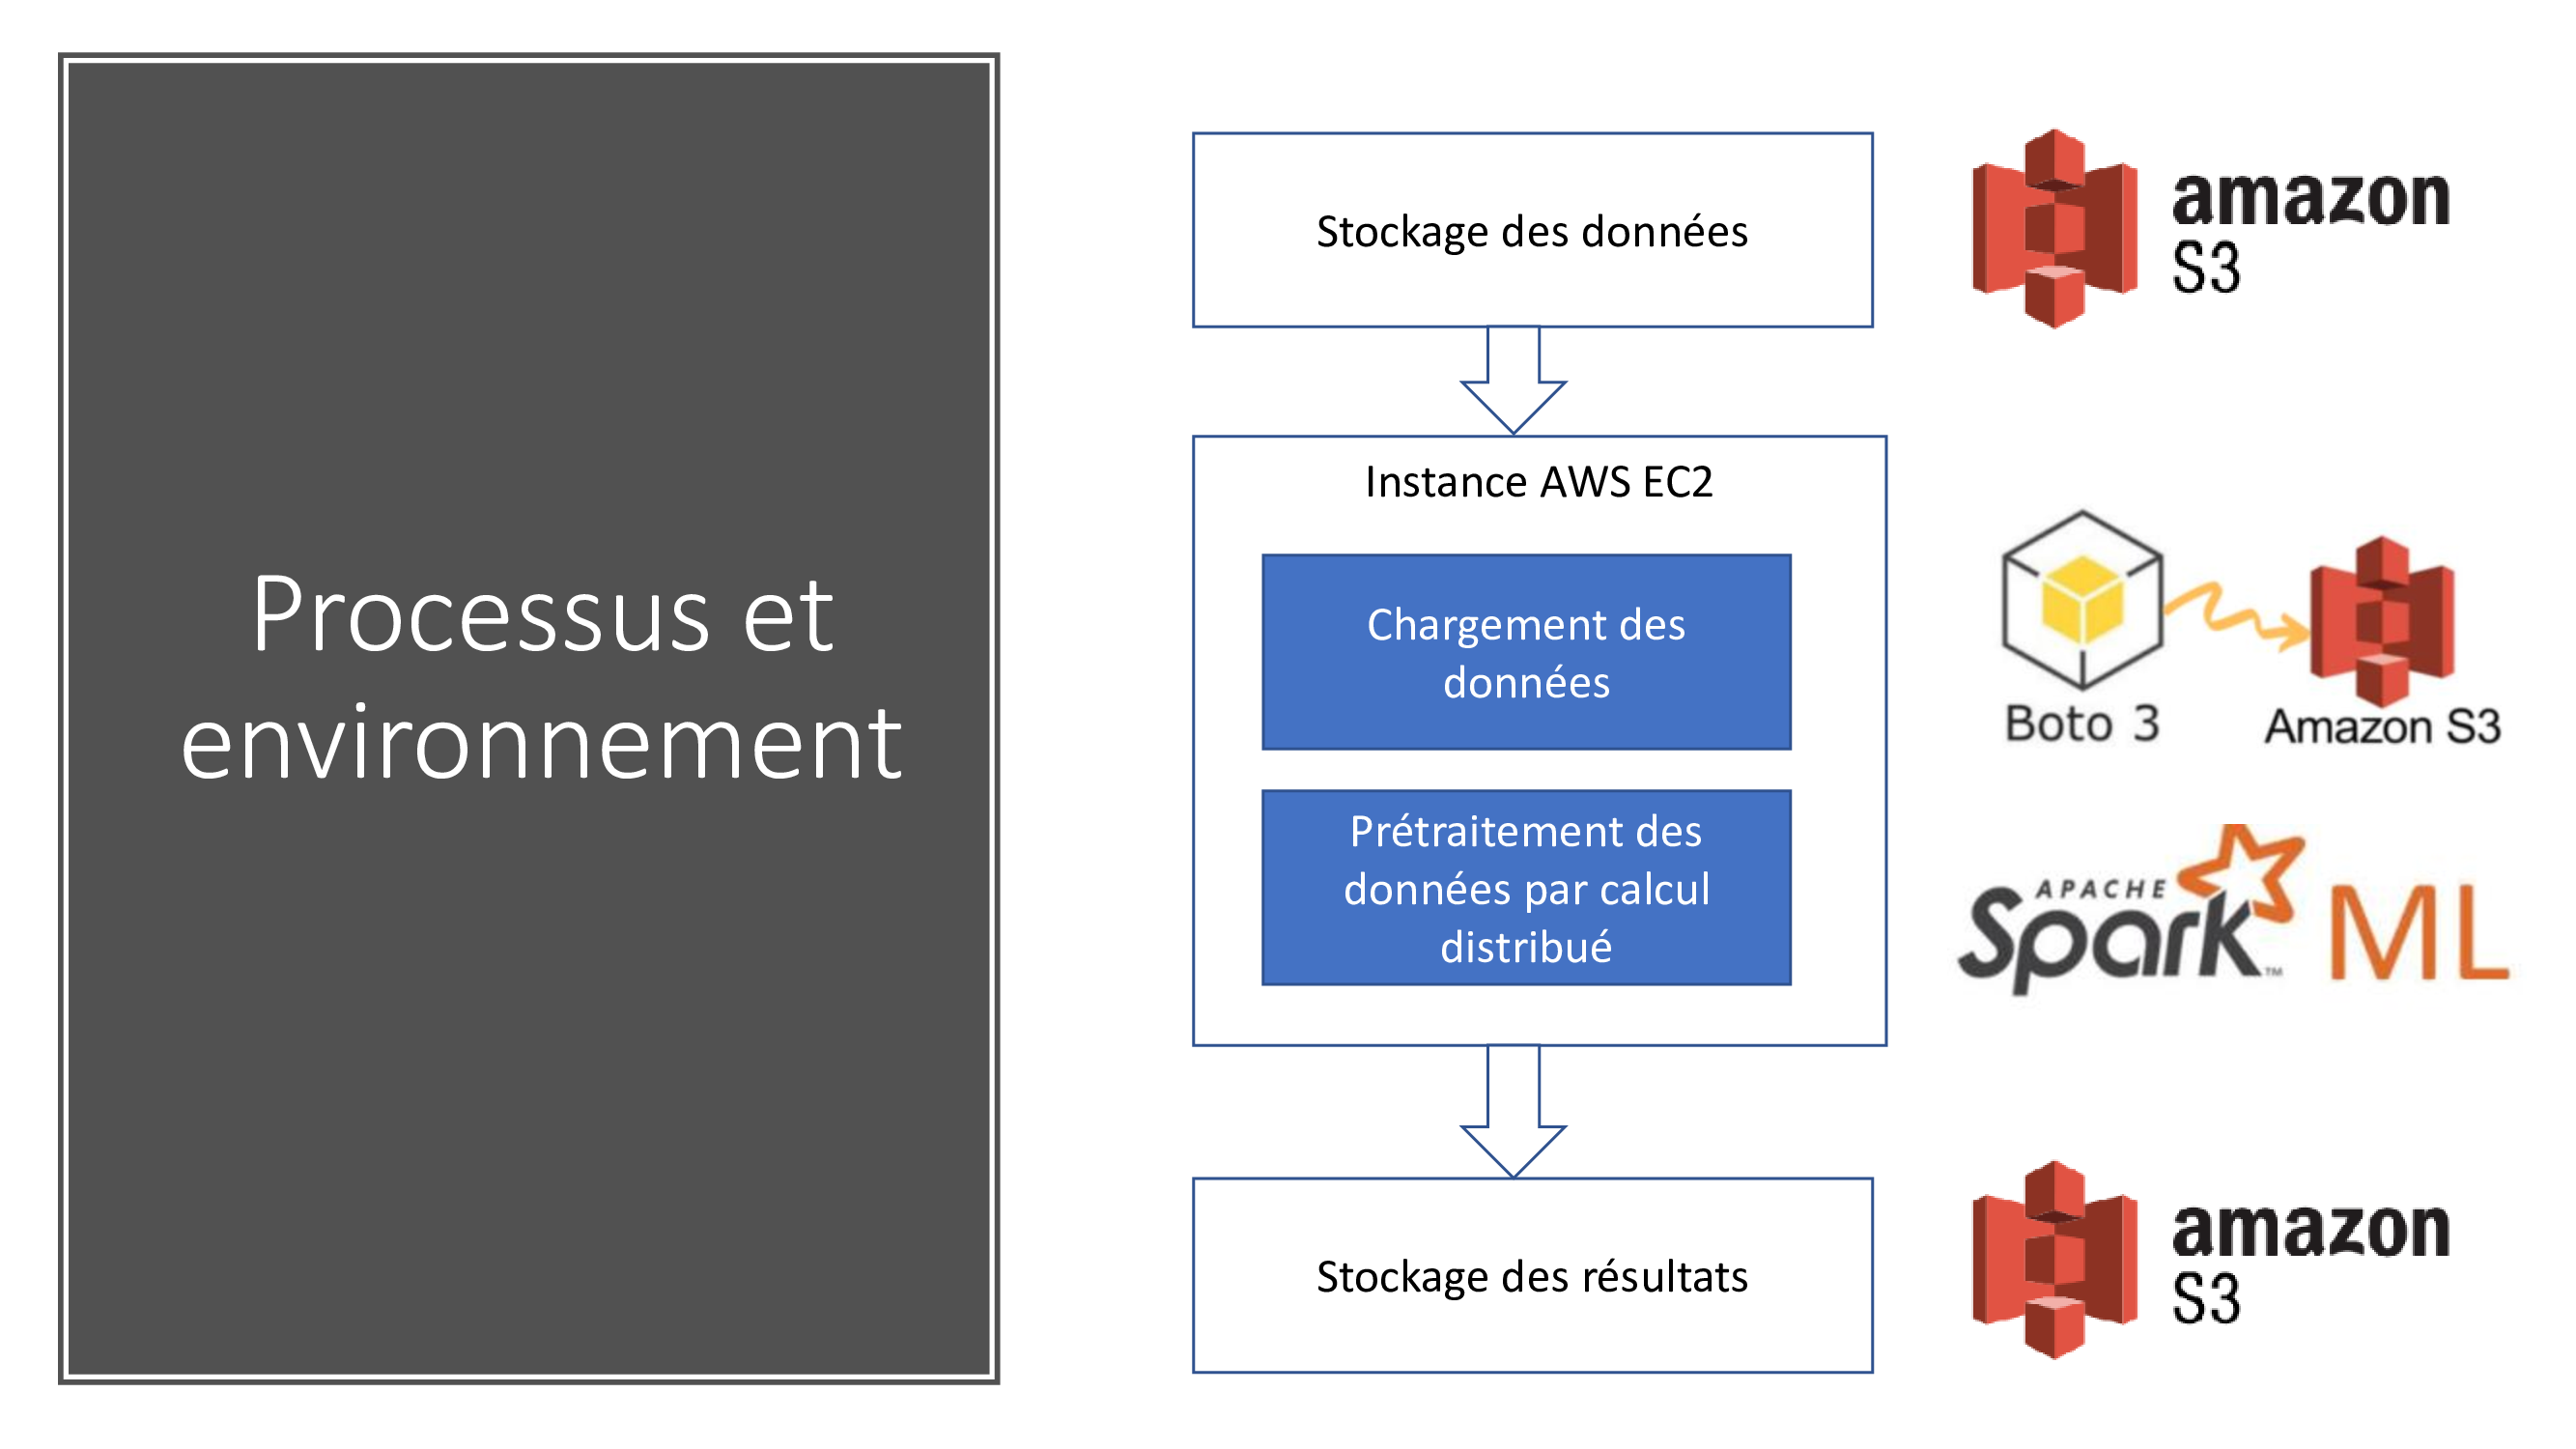 Processus et
environnement
Stockage des données
amazon
S3
Instance AWS EC2
Chargement des
données
Boto 3
Amazon S3
Prétraitement des
données par calcul
distribué
APACHE
Spark™ ML
Stockage des résultats
amazon
S3